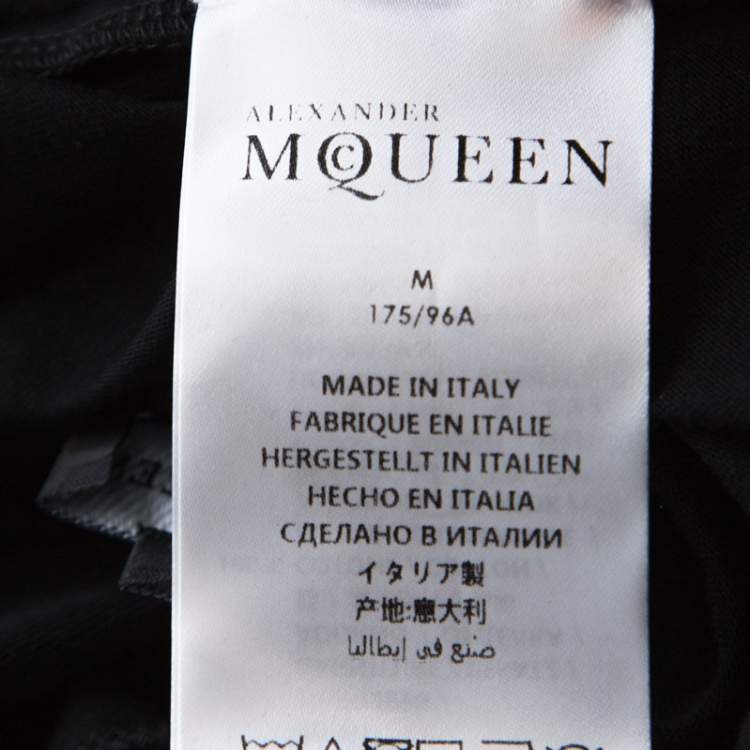 ALEXANDER
McQUEEN
M
175/96A
MADE IN ITALY
FABRIQUE EN ITALIE
HERGESTELLT IN ITALIEN
HECHO EN ITALIA
СДЕЛАНО В ИТАЛИИ
イタリア製
产地:意大利
صنع في إيطاليا